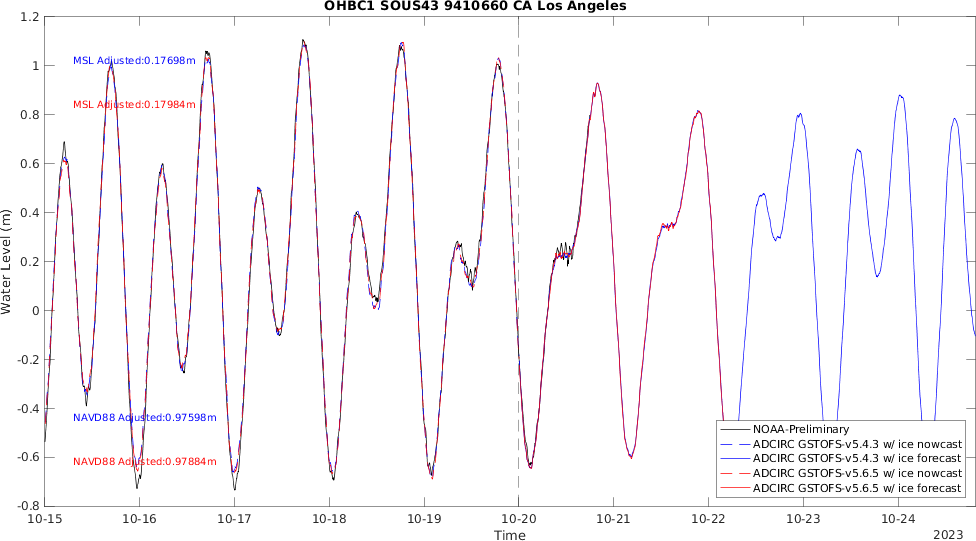 OHBC1 SOUS43 9410660 CA Los Angeles
1.2
1
0.8
0.6
0.4
0.2
0
-0.2
-0.4
-0.6
-0.8
Water Level (m)
MSL Adjusted:0.17698m
MSL Adjusted:0.17984m
NAVD88 Adjusted:0.97598m
NAVD88 Adjusted:0.97884m
NOAA-Preliminary
ADCIRC GSTOFS-v5.4.3 w/ ice nowcast
ADCIRC GSTOFS-v5.4.3 w/ ice forecast
ADCIRC GSTOFS-v5.6.5 w/ ice nowcast
ADCIRC GSTOFS-v5.6.5 w/ ice forecast
10-15 10-16 10-17 10-18 10-19 10-20 10-21 10-22 10-23 10-24
Time
2023